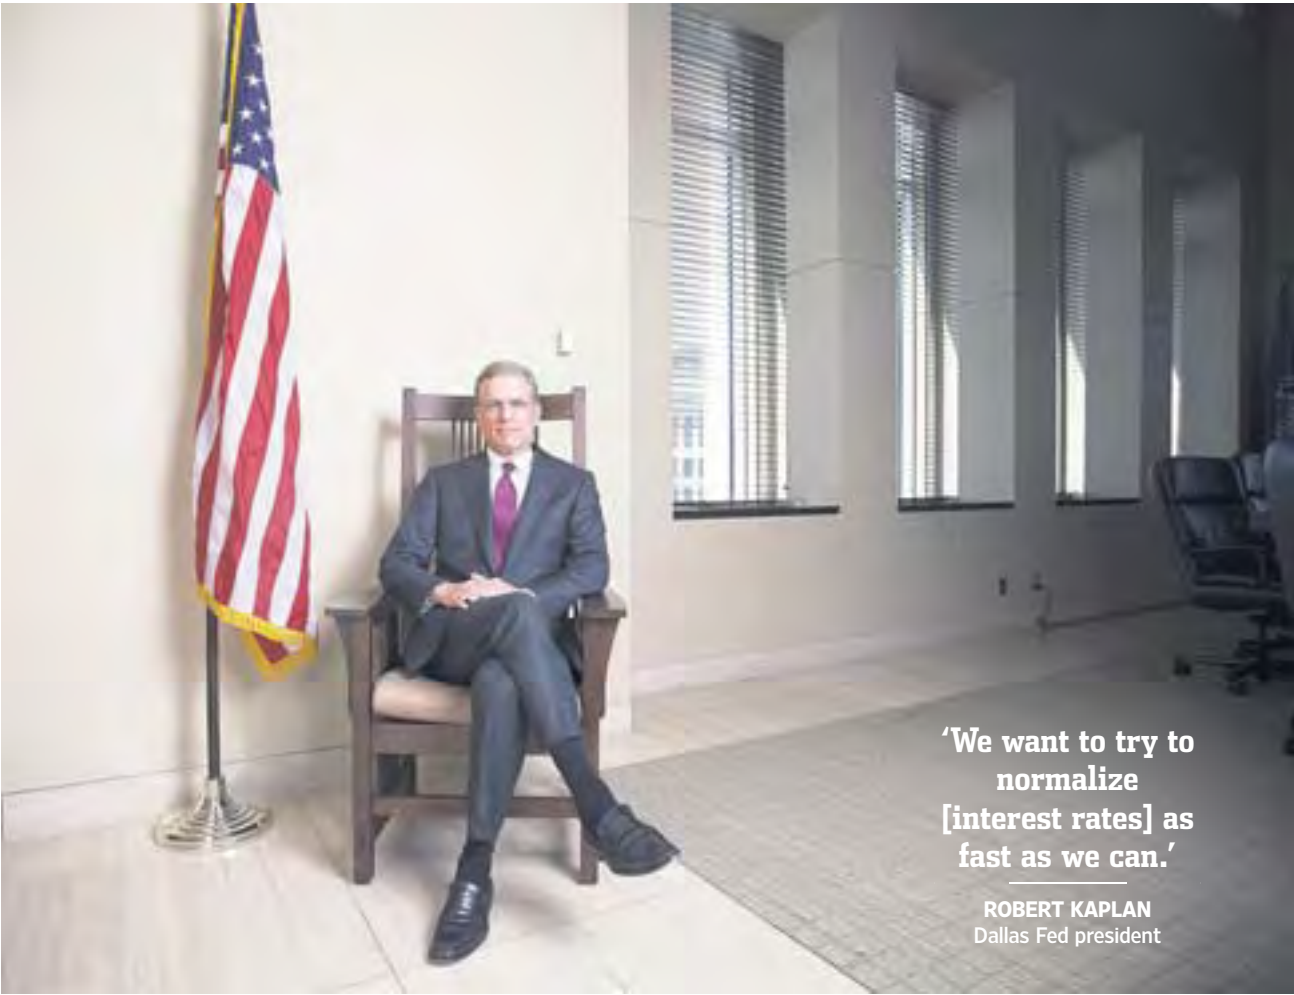 ‘We want to try to
normalize
[interest rates] as
fast as we can.’
ROBERT KAPLAN
Dallas Fed president